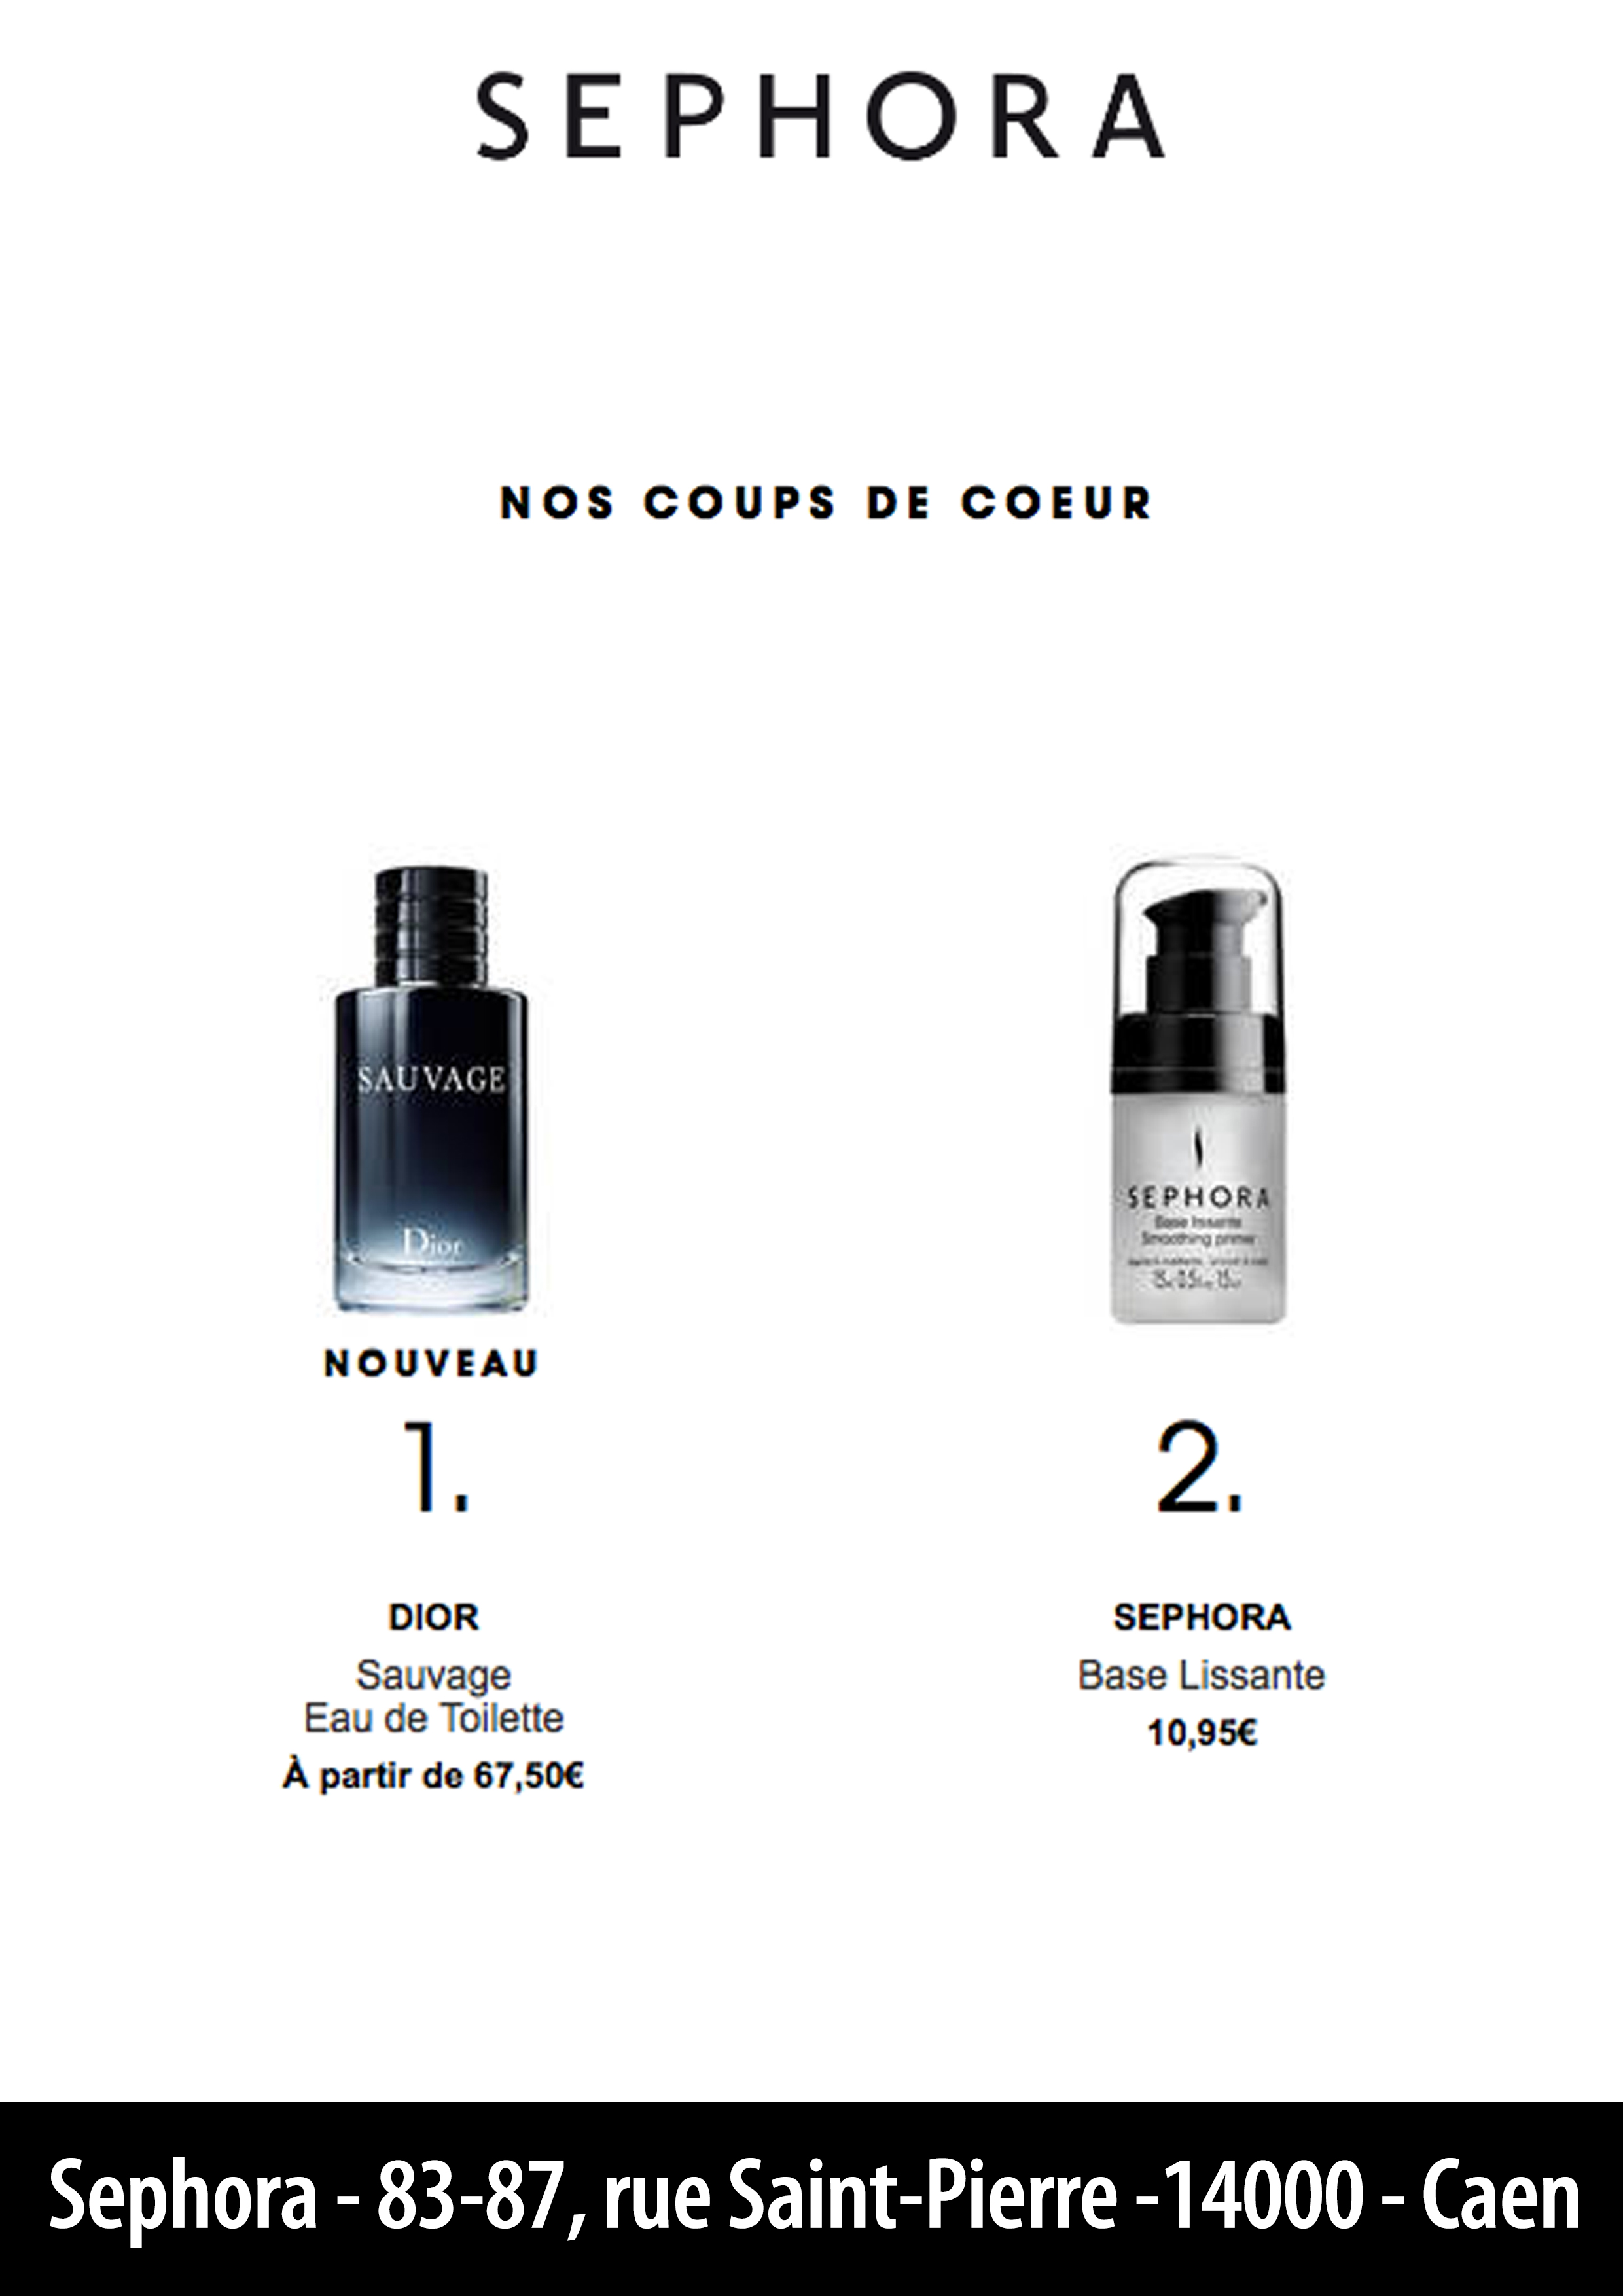 SEPHORA
NOS COUPS DE COEUR
SAUVAGE
Dior
SEPHORA
Base lissante
Smoothing primer
NOUVEAU
1.
2.
DIOR
SEPHORA
Sauvage
Eau de Toilette
Base Lissante
À partir de 67,50€
10,95€
Sephora - 83-87, rue Saint-Pierre -14000 - Caen